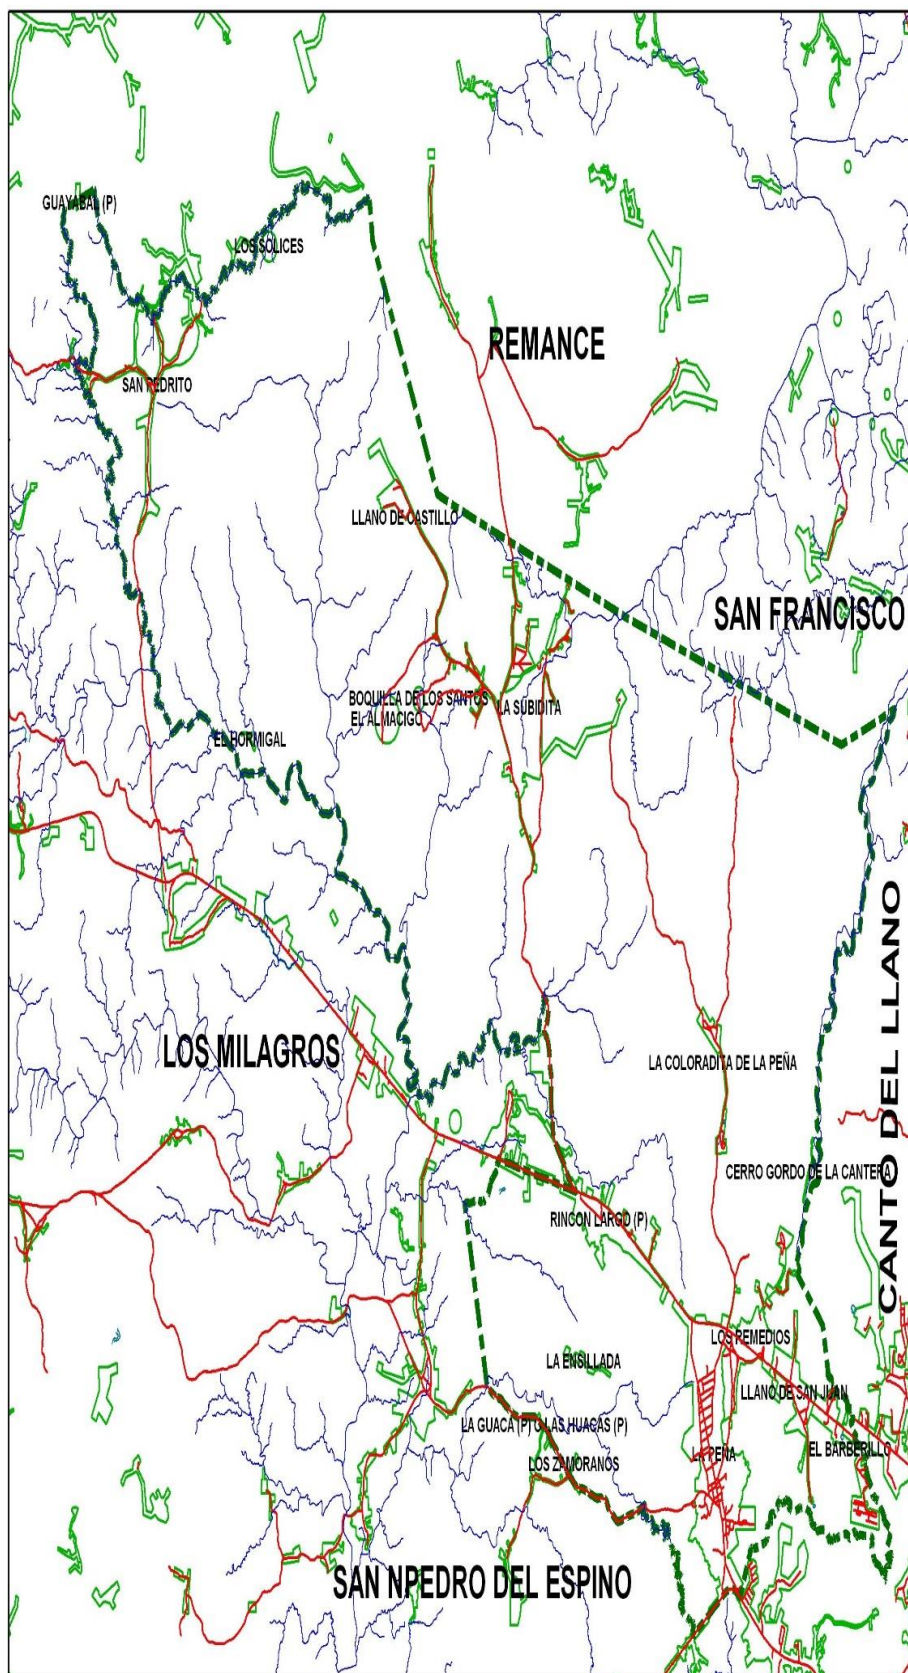 GUAYABAL (P)
LOS SOLICES
REMANCE
SAN PEDRITO
LLANO DE CASTILLO
SAN FRANCISCO
BOQUILLA DE LOS SANTOS
LA SUBIDITA
EL ALMACIGO
EL HORMIGAL
CANTO DEL LLANO
LOS MILAGROS
LA COLORADITA DE LA PEÑA
CERRO GORDO DE LA CANTERA
RINCON LARGO (P)
LOS REMEDIOS
LA ENSILLADA
LLANO DE SAN JUAN
LA GUACA (P) O LAS HUACAS (P)
EL BARBERILLO
LA PEÑA
LOS ZAMORANOS
SAN NPEDRO DEL ESPINO